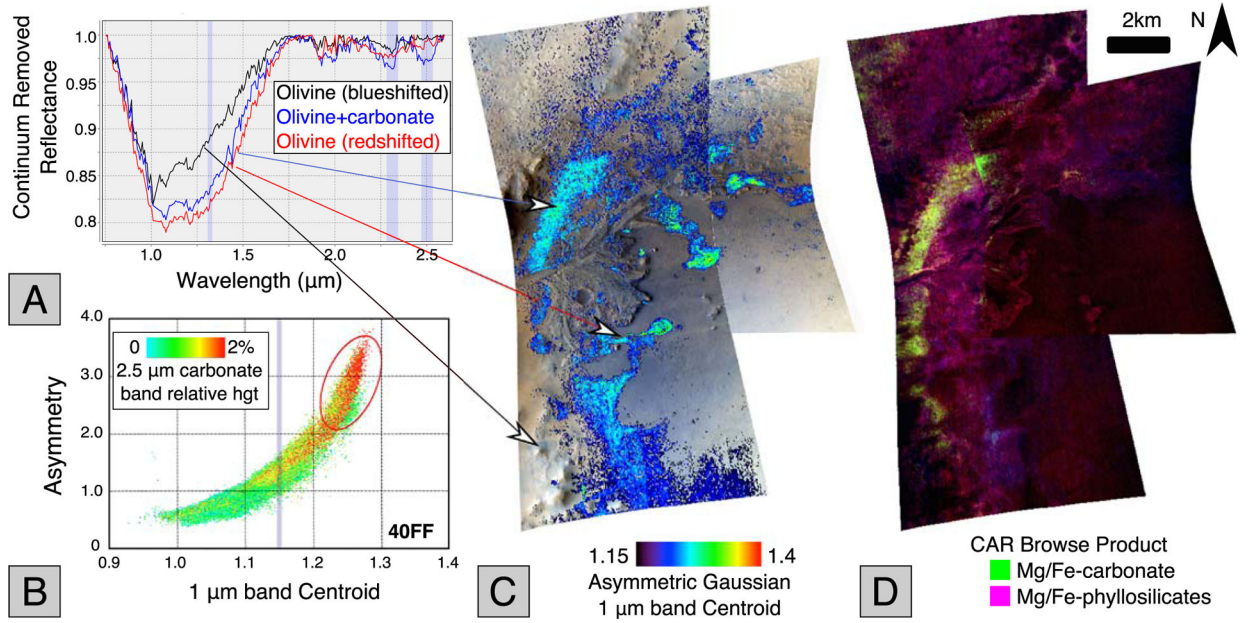 A
Continuum Removed
Reflectance
1.0
0.95
0.9
0.85
0.8
Olivine (blueshifted)
Olivine+carbonate
Olivine (redshifted)
1.0
1.5
2.0
2.5
Wavelength (μm)
A
B
Asymmetry
4.0
3.0
2.0
1.0
0
0
2%
2.5 μm carbonate
band relative hgt
40FF
0.9
1.0
1.1
1.2
1.3
1.4
1 μm band Centroid
C
1.15
1.4
Asymmetric Gaussian
1 μm band Centroid
D
2km
N
CAR Browse Product
Mg/Fe-carbonate
Mg/Fe-phyllosilicates